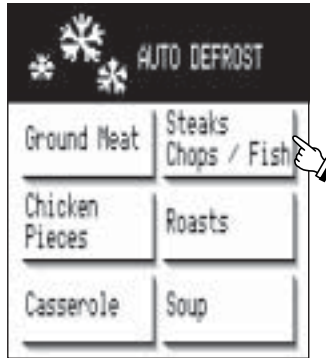 AUTO DEFROST
Ground Meat
Steaks
Chops / Fish
Chicken
Pieces
Roasts
Casserole
Soup